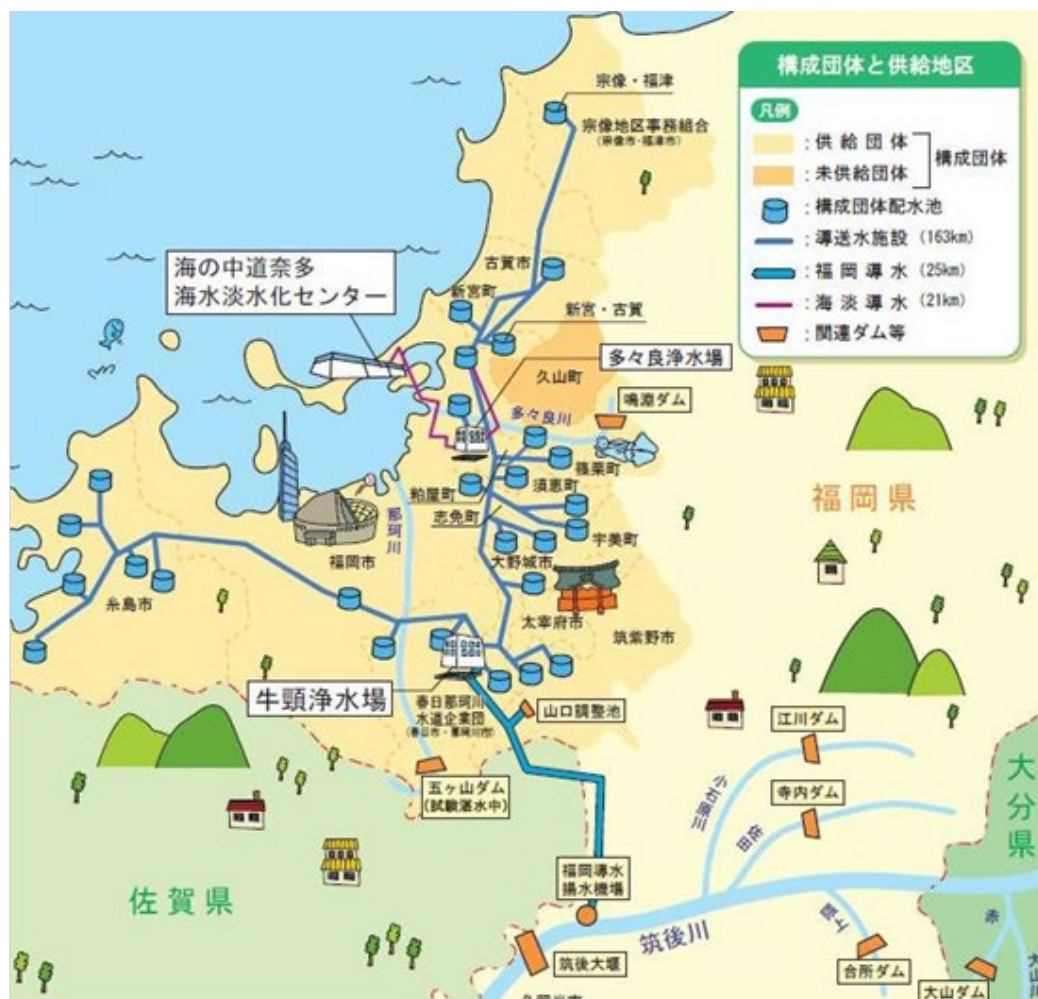 構成団体と供給地区
凡例
：供給団体
：未供給団体
構成団体
：構成団体配水池
：導送水施設（163km）
：福岡導水（25km）
：海淡導水（21km）
：関連ダム等
宗像・福津
宗像地区事務組合
（宗像市・福津市）
古賀市
新宮町
海の中道奈多
海水淡水化センター
新宮・古賀
多々良浄水場
久山町
多々良川
鳴淵ダム
篠栗町
須恵町
粕屋町
志免町
宇美町
那珂川
福岡市
大野城市
福岡県
糸島市
太宰府市
筑紫野市
牛頸浄水場
春日那珂川
水道企業団
（春日市・那珂川市）
山口調整池
五ヶ山ダム
（試験湛水中）
江川ダム
小石原川
寺内ダム
佐田
大分県
福岡導水
揚水機場
佐賀県
筑後川
筑後大堰
合所ダム
赤
大山川
大山ダム